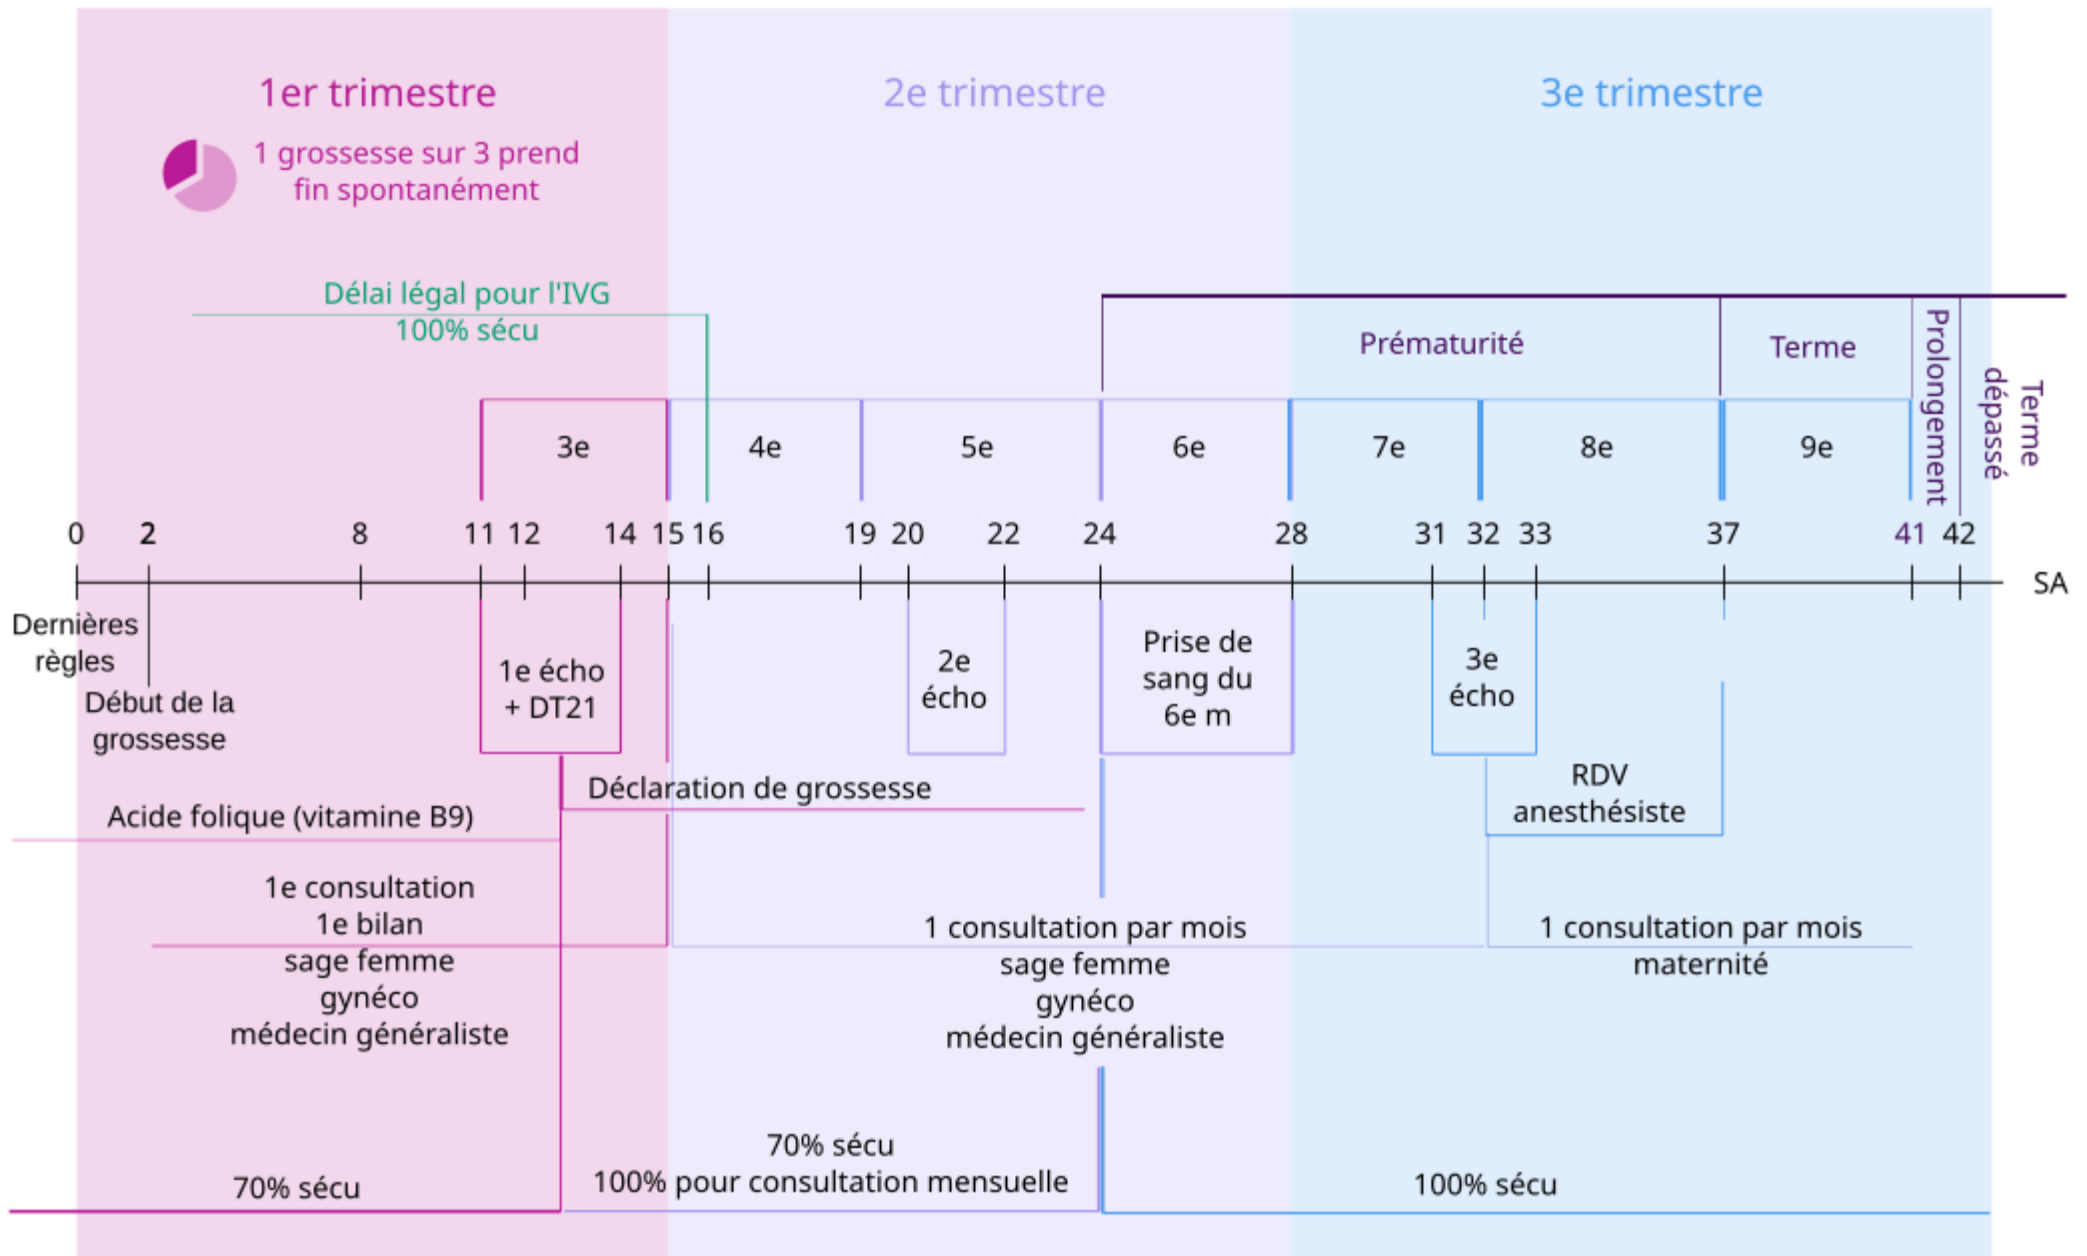 1er trimestre
2e trimestre
3e trimestre
1 grossesse sur 3 prend
fin spontanément
Délai légal pour l'IVG
100% sécu
Prématurité
Terme
Prolongement
Terme
dépassé
3e
4e
5e
6e
7e
8e
9e
0 2 8 11 12 14 15 16 19 20 22 24 28 31 32 33 37 41 42
SA
Dernières
règles
Début de la
grossesse
1e écho
+ DT21
2e
écho
Prise de
sang du
6e m
3e
écho
Déclaration de grossesse
RDV
anesthésiste
Acide folique (vitamine B9)
1e consultation
1e bilan
sage femme
gynéco
médecin généraliste
1 consultation par mois
sage femme
gynéco
médecin généraliste
1 consultation par mois
maternité
70% sécu
70% sécu
100% pour consultation mensuelle
100% sécu